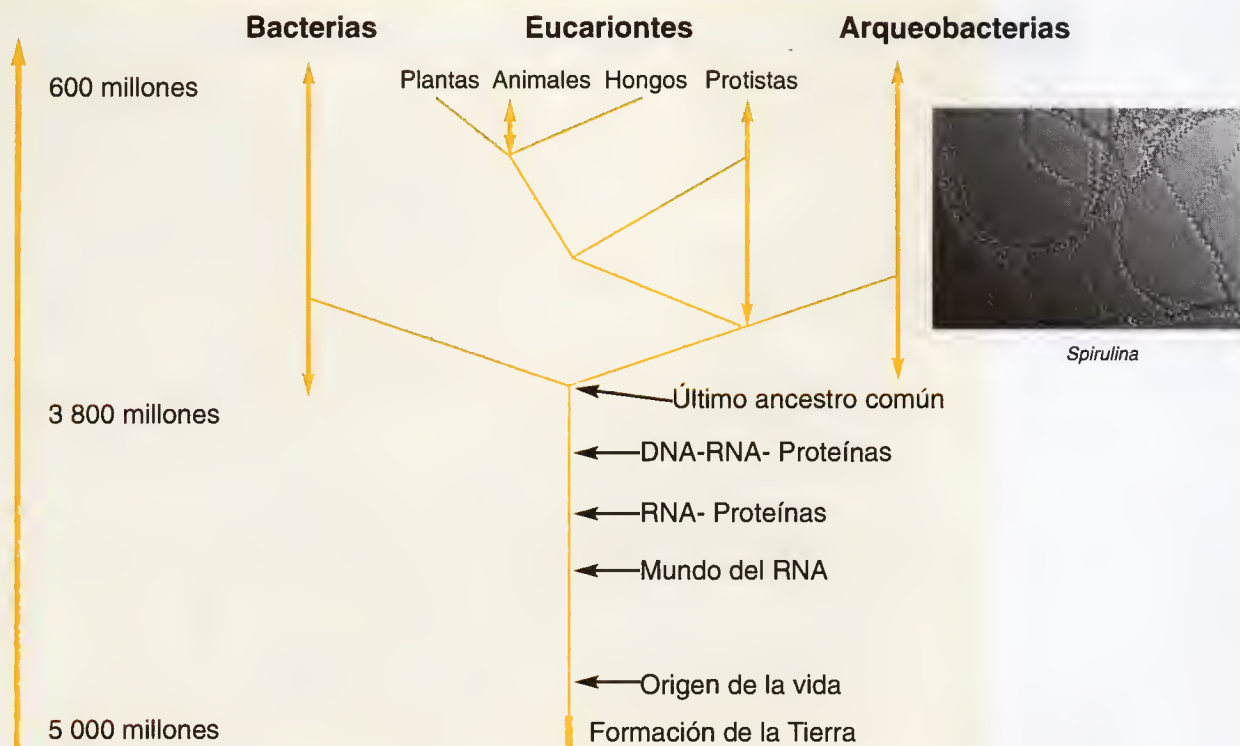 Bacterias Eucariontes Arqueobacterias
600 millones
Plantas Animales Hongos Protistas
Spirulina
Último ancestro común
3 800 millones
DNA-RNA- Proteínas
RNA- Proteínas
Mundo del RNA
Origen de la vida
5 000 millones
Formación de la Tierra